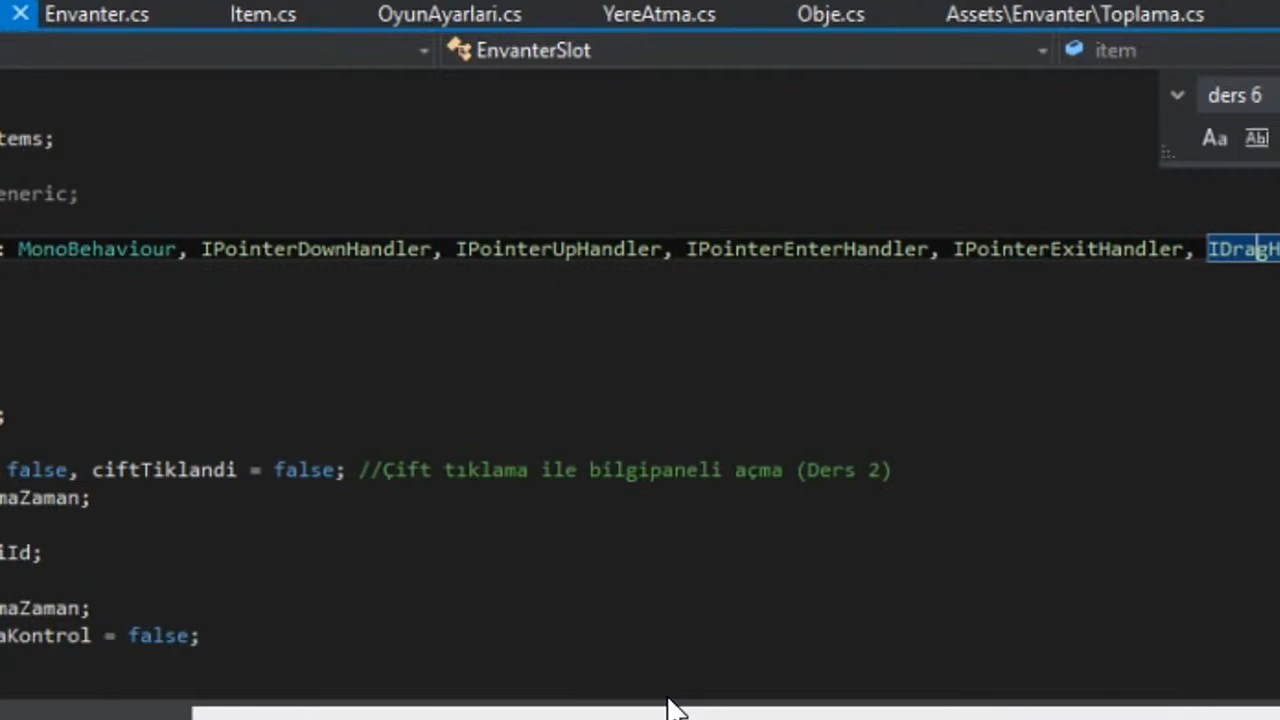 Envanter.cs Item.cs OyunAyarlari.cs YereAtma.cs Obje.cs Assets\Envanter\Toplama.cs
EnvanterSlot item
ders 6
Aa Abl
tems;
eneric;
: MonoBehaviour, IPointerDownHandler, IPointerUpHandler, IPointerEnterHandler, IPointerExitHandler, IDragH
;
false, ciftTiklandi = false; //Çift tıklama ile bilgipaneli açma (Ders 2)
maZaman;
iId;
maZaman;
aKontrol = false;